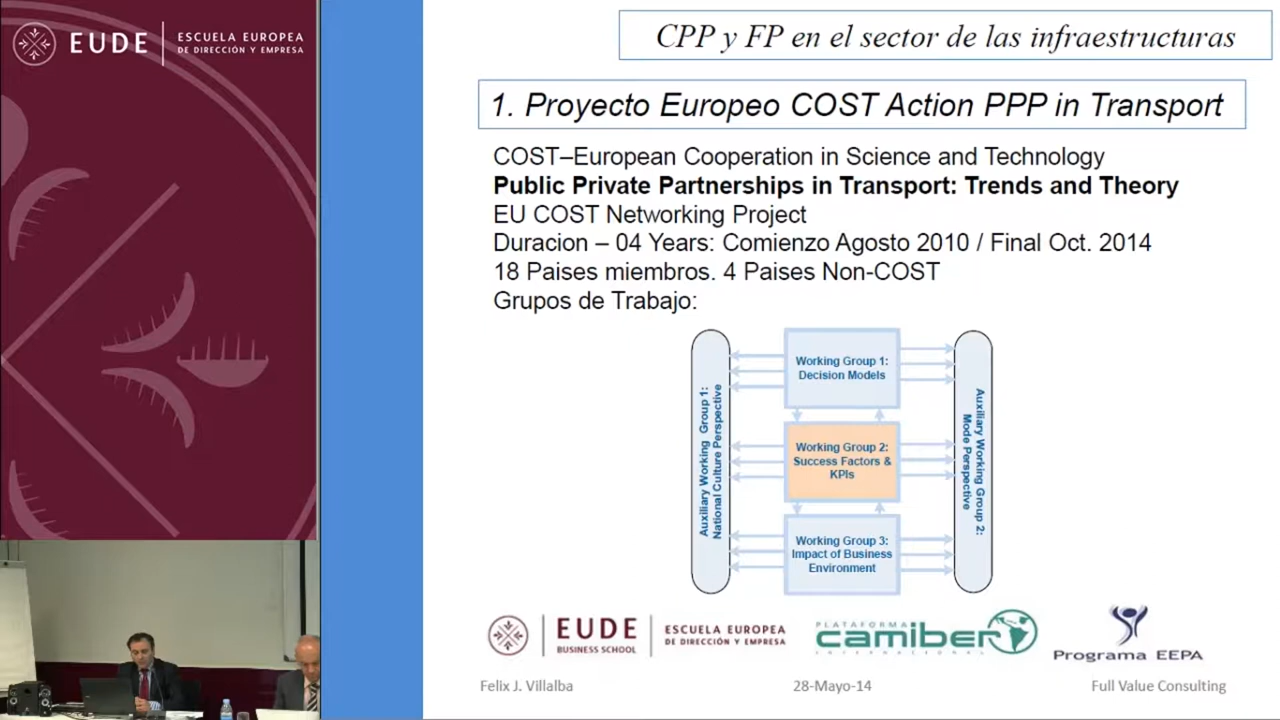 EUDE
ESCUELA EUROPEA
DE DIRECCIÓN Y EMPRESA
CPP y FP en el sector de las infraestructuras
1. Proyecto Europeo COST Action PPP in Transport
COST–European Cooperation in Science and Technology
Public Private Partnerships in Transport: Trends and Theory
EU COST Networking Project
Duracion – 04 Years: Comienzo Agosto 2010 / Final Oct. 2014
18 Paises miembros. 4 Paises Non-COST
Grupos de Trabajo:
Auxiliary Working Group 1:
National Culture Perspective
Working Group 1:
Decision Models
Working Group 2:
Success Factors &
KPIs
Working Group 3:
Impact of Business
Environment
Auxiliary Working Group 2:
Mode Perspective
EUDE
BUSINESS SCHOOL
ESCUELA EUROPEA
DE DIRECCIÓN Y EMPRESA
PLATAFORMA
camiber
INTERNACIONAL
Programa EEPA
Felix J. Villalba
28-Mayo-14
Full Value Consulting